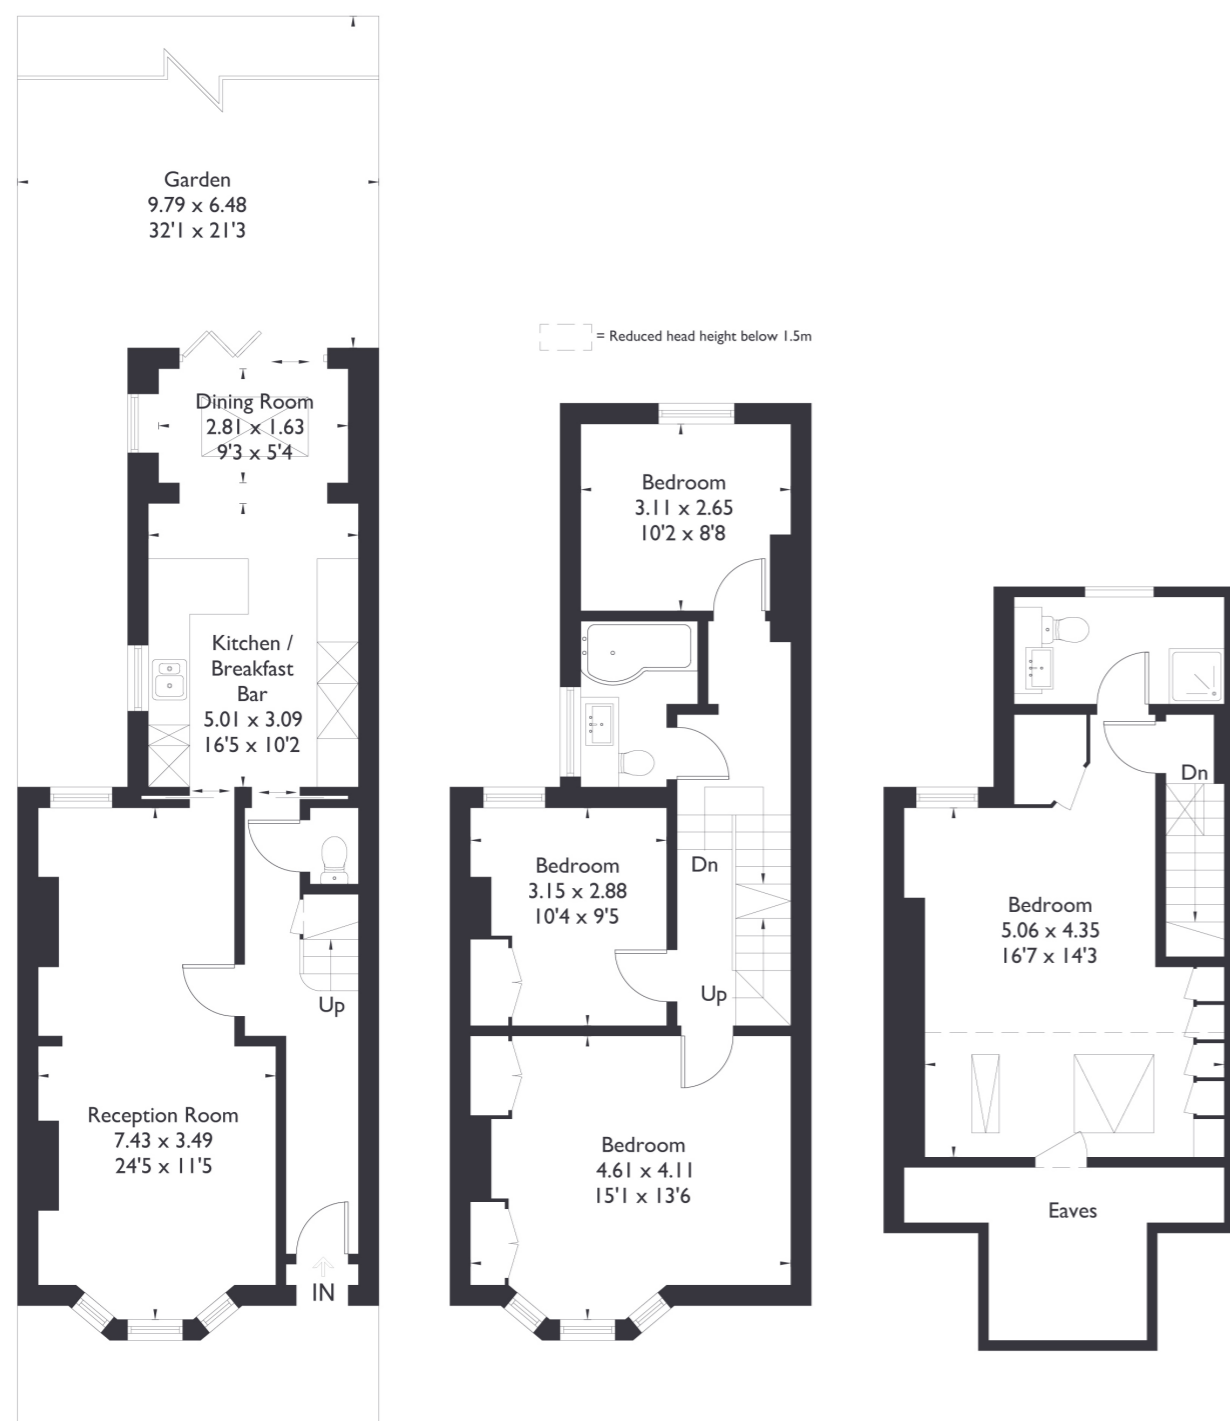 Garden
9.79 x 6.48
32'1 x 21'3
Dining Room
2.81 x 1.63
9'3 x 5'4
Kitchen /
Breakfast
Bar
5.01 x 3.09
16'5 x 10'2
Up
Reception Room
7.43 x 3.49
24'5 x 11'5
IN
= Reduced head height below 1.5m
Bedroom
3.11 x 2.65
10'2 x 8'8
Bedroom
3.15 x 2.88
10'4 x 9'5
Dn
Up
Bedroom
4.61 x 4.11
15'1 x 13'6
Dn
Bedroom
5.06 x 4.35
16'7 x 14'3
Eaves